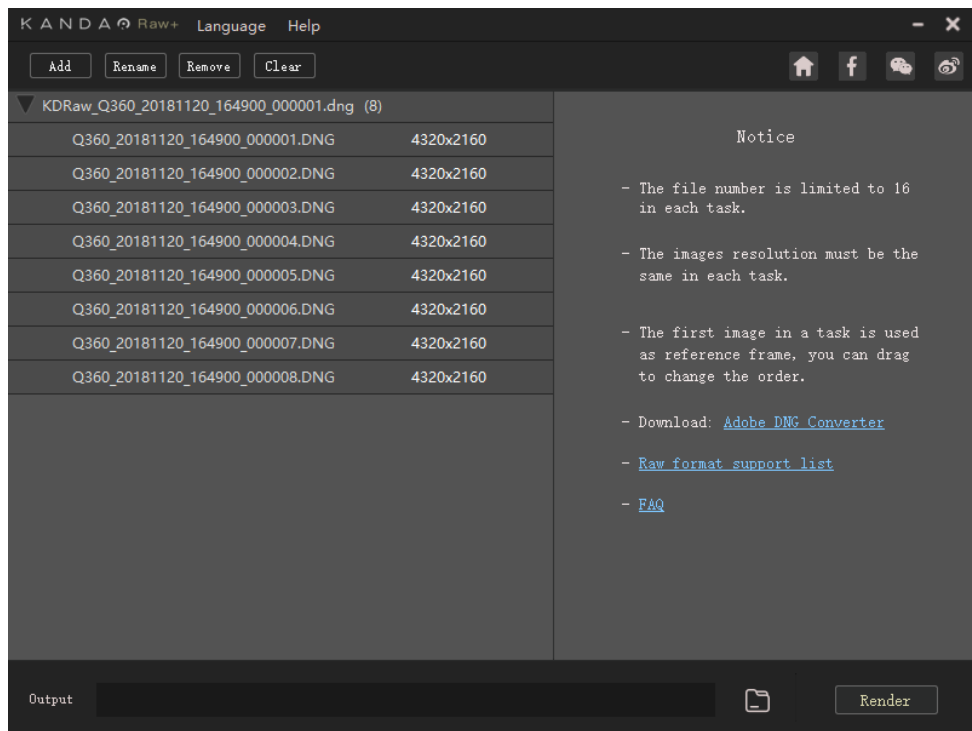 KANDAO Raw+ Language Help
Add Rename Remove Clear
KDRaw_Q360_20181120_164900_000001.dng (8)
Q360_20181120_164900_000001.DNG 4320x2160
Q360_20181120_164900_000002.DNG 4320x2160
Q360_20181120_164900_000003.DNG 4320x2160
Q360_20181120_164900_000004.DNG 4320x2160
Q360_20181120_164900_000005.DNG 4320x2160
Q360_20181120_164900_000006.DNG 4320x2160
Q360_20181120_164900_000007.DNG 4320x2160
Q360_20181120_164900_000008.DNG 4320x2160
Notice
- The file number is limited to 16
in each task.
- The images resolution must be the
same in each task.
- The first image in a task is used
as reference frame, you can drag
to change the order.
- Download: Adobe DNG Converter
- Raw format support list
- FAQ
Output
Render